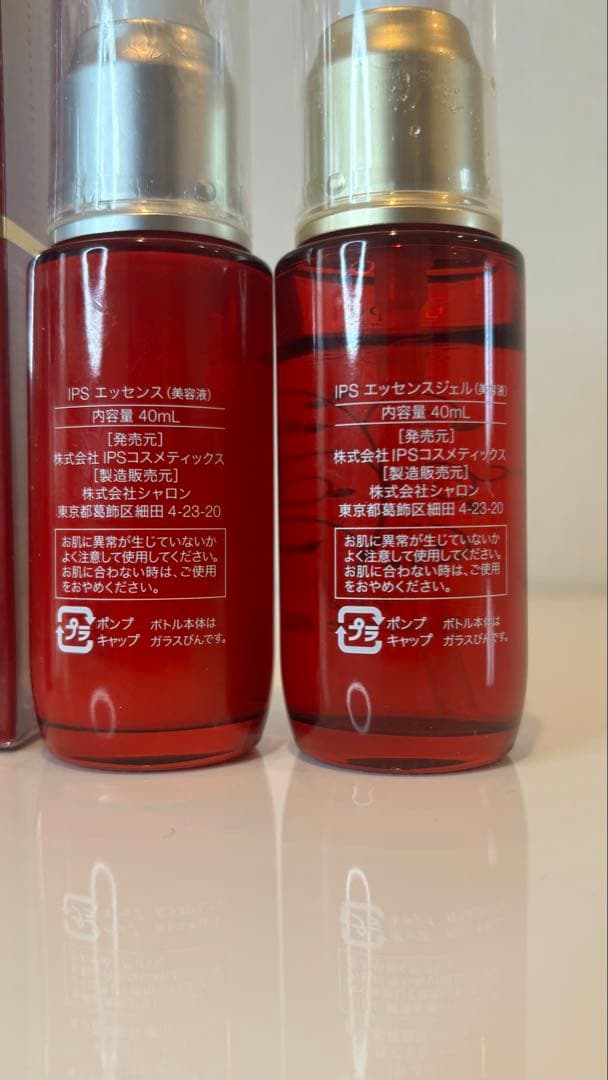 IPS エッセンス(美容液)
内容量 40mL
[発売元]
株式会社 IPSコスメティックス
[製造販売元]
株式会社シャロン
東京都葛飾区細田 4-23-20
お肌に異常が生じていないか
よく注意して使用してください。
お肌に合わない時は、ご使用
をおやめください。
プラ
ポンプ
キャップ
ボトル本体は
ガラスびんです。
IPS エッセンスジェル(美容液)
内容量 40mL
[発売元]
株式会社 IPSコスメティックス
[製造販売元]
株式会社シャロン
東京都葛飾区細田 4-23-20
お肌に異常が生じていないか
よく注意して使用してください。
お肌に合わない時は、ご使用
をおやめください。
プラ
ポンプ
キャップ
ボトル本体は
ガラスびんです。